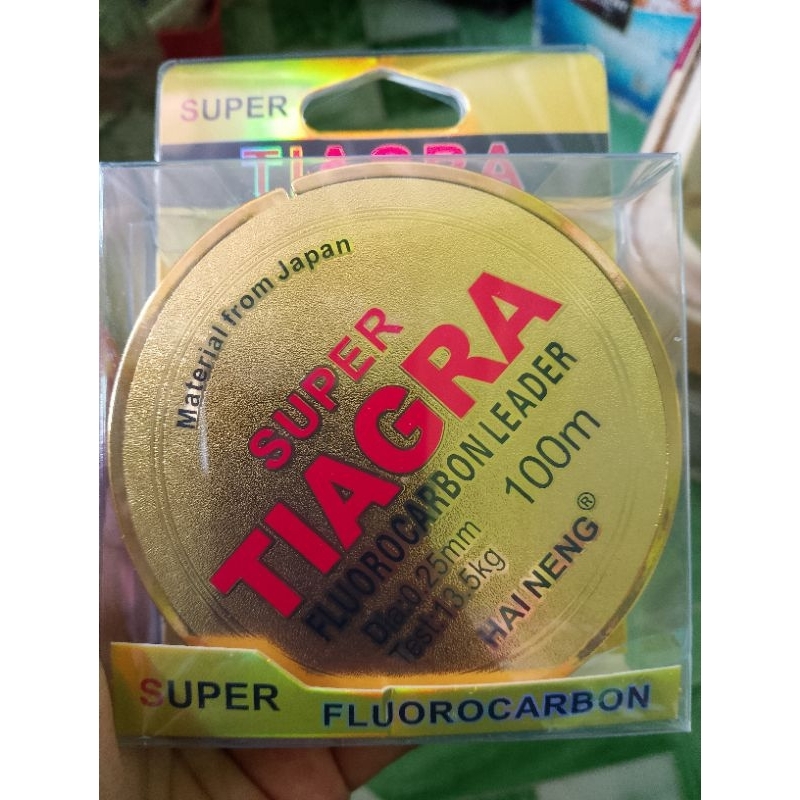 SUPER
TIAGRA
Material from Japan
SUPER
TIAGRA
FLUOROCARBON LEADER
100m
Dia:0.25mm
Test:13.5kg
HAI NENG®
SUPER
FLUOROCARBON